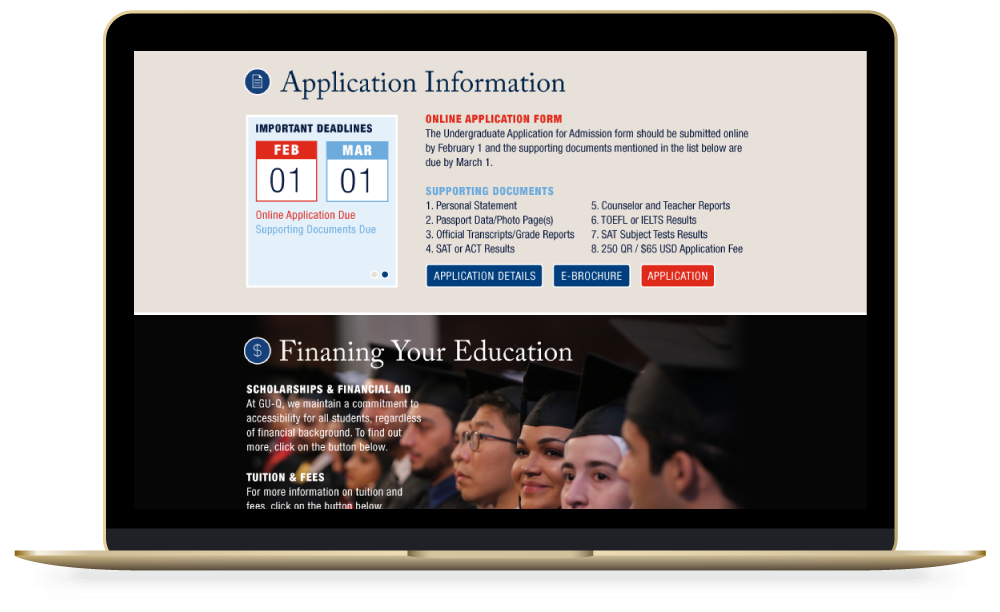 Application Information
IMPORTANT DEADLINES
FEB
01
MAR
01
Online Application Due
Supporting Documents Due
ONLINE APPLICATION FORM
The Undergraduate Application for Admission form should be submitted online
by February 1 and the supporting documents mentioned in the list below are
due by March 1.
SUPPORTING DOCUMENTS
1. Personal Statement
2. Passport Data/Photo Page(s)
3. Official Transcripts/Grade Reports
4. SAT or ACT Results
5. Counselor and Teacher Reports
6. TOEFL or IELTS Results
7. SAT Subject Tests Results
8. 250 QR / $65 USD Application Fee
APPLICATION DETAILS
E-BROCHURE
APPLICATION
$
Finaning Your Education
SCHOLARSHIPS & FINANCIAL AID
At GU-Q, we maintain a commitment to
accessibility for all students, regardless
of financial background. To find out
more, click on the button below.
TUITION & FEES
For more information on tuition and
fees, click on the button below